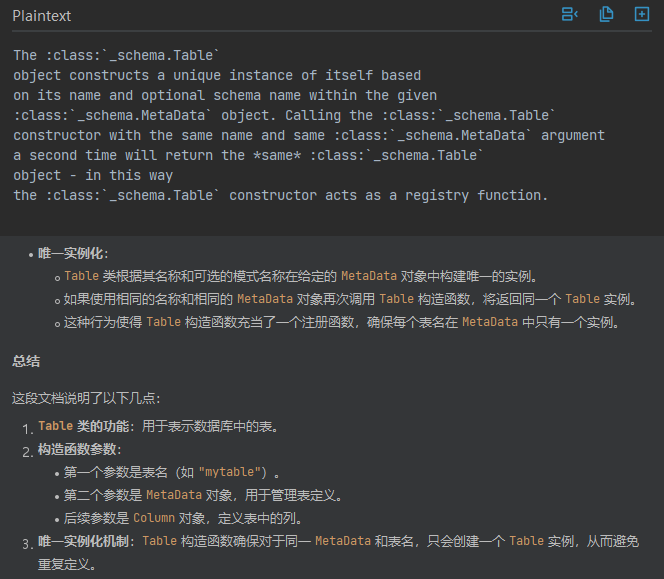 Plaintext
The :class:`_schema.Table`
object constructs a unique instance of itself based
on its name and optional schema name within the given
:class:`_schema.MetaData` object. Calling the :class:`_schema.Table`
constructor with the same name and same :class:`_schema.MetaData` argument
a second time will return the *same* :class:`_schema.Table`
object - in this way
the :class:`_schema.Table` constructor acts as a registry function.
• 唯一实例化:
○ Table 类根据其名称和可选的模式名称在给定的 MetaData 对象中构建唯一的实例。
○ 如果使用相同的名称和相同的 MetaData 对象再次调用 Table 构造函数，将返回同一个 Table 实例。
○ 这种行为使得 Table 构造函数充当了一个注册函数，确保每个表名在 MetaData 中只有一个实例。
总结
这段文档说明了以下几点：
1. Table 类的功能：用于表示数据库中的表。
2. 构造函数参数：
• 第一个参数是表名（如 "mytable"）。
• 第二个参数是 MetaData 对象，用于管理表定义。
• 后续参数是 Column 对象，定义表中的列。
3. 唯一实例化机制：Table 构造函数确保对于同一 MetaData 和表名，只会创建一个 Table 实例，从而避免
重复定义。